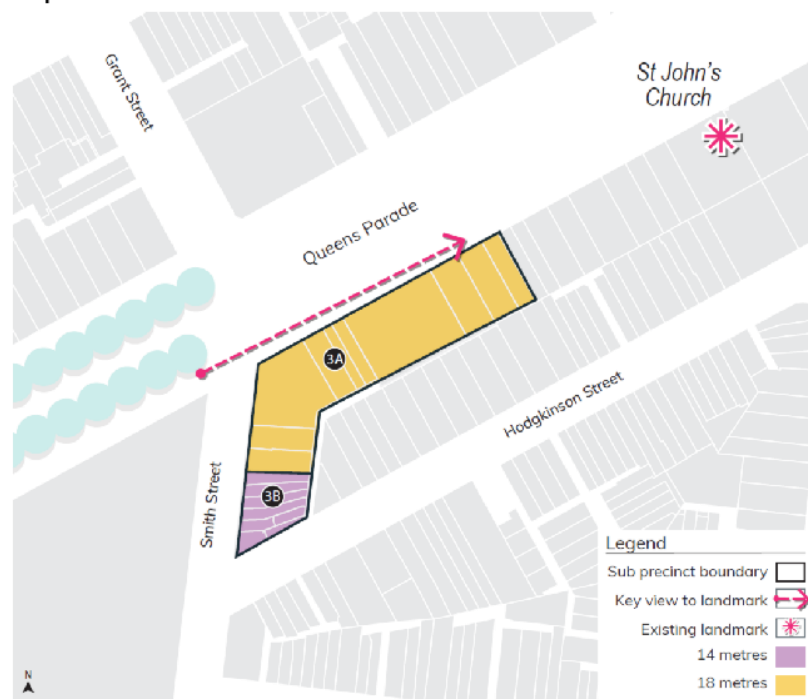 Grant Street
St John's
Church
Queens Parade
3A
Hodgkinson Street
3B
Smith Street
Legend
Sub precinct boundary
Key view to landmark
Existing landmark
14 metres
18 metres
N